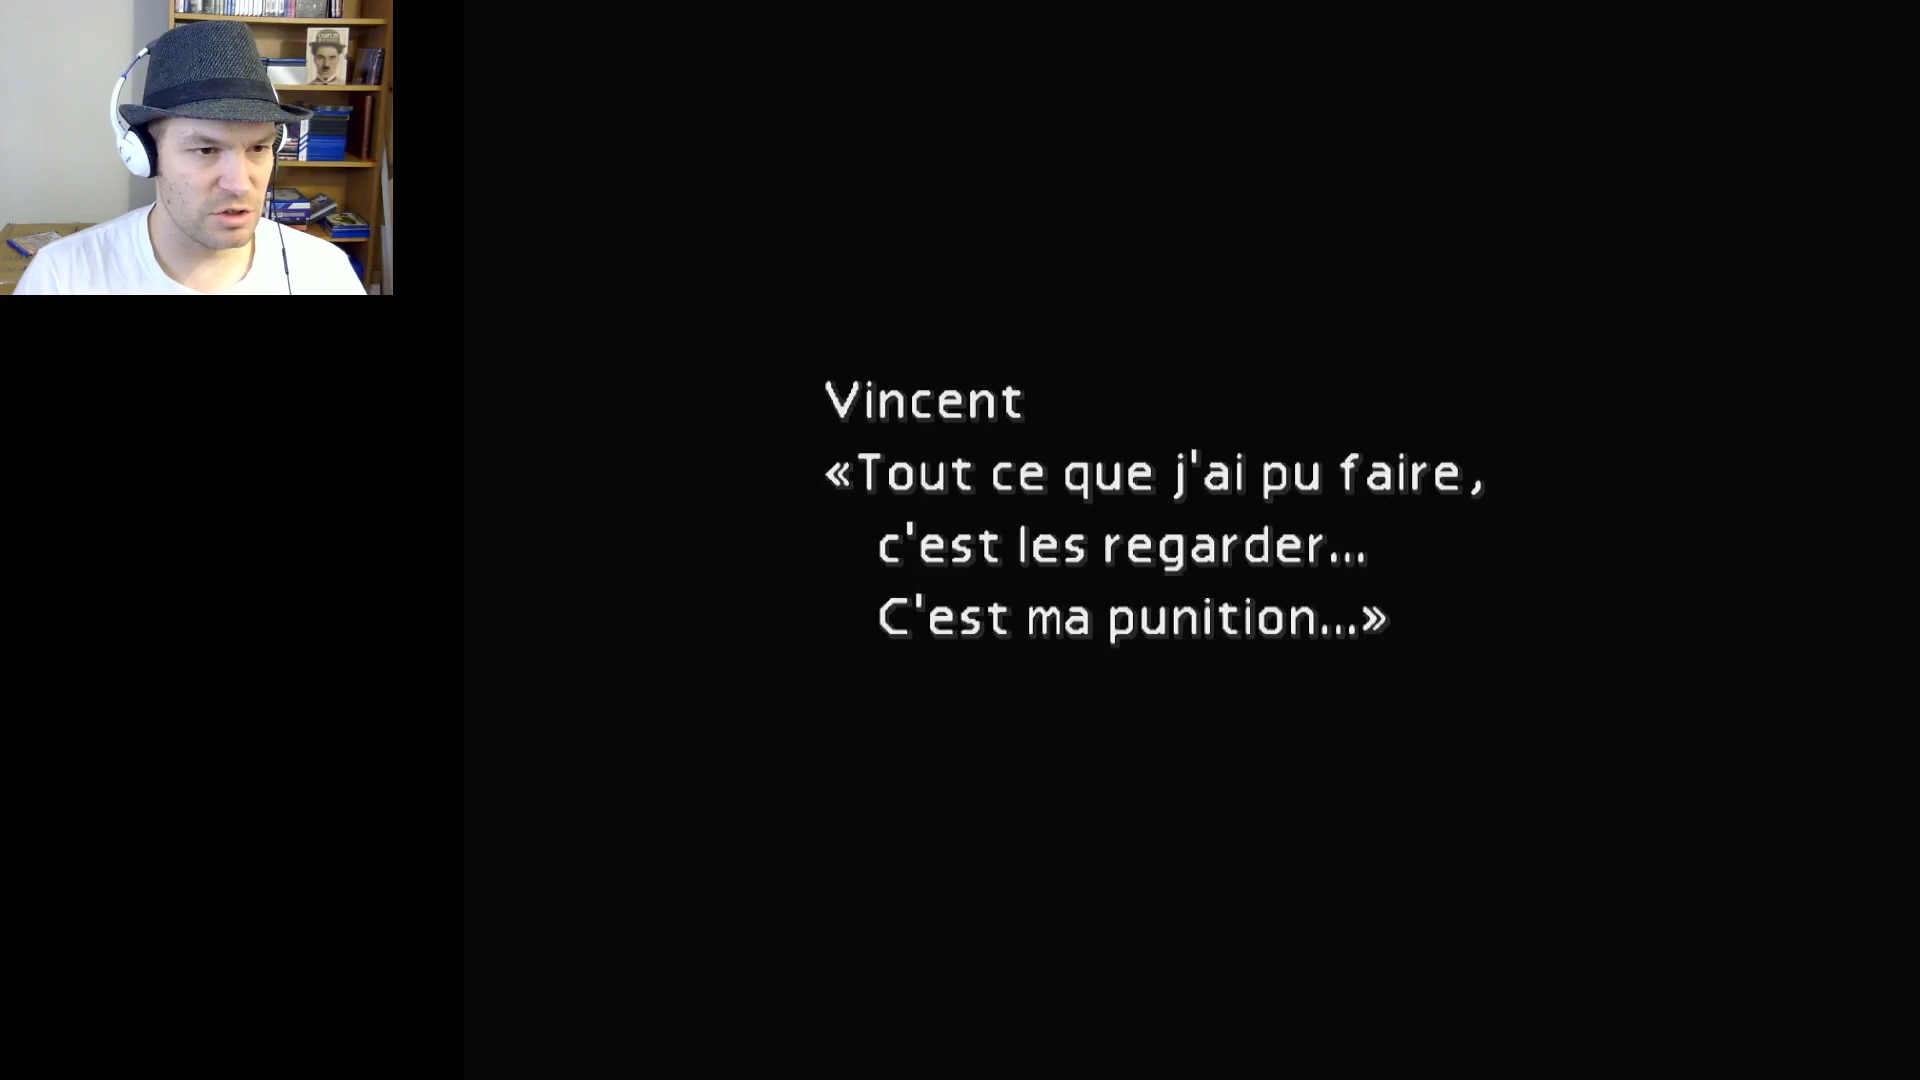 Vincent
«Tout ce que j'ai pu faire,
c'est les regarder...
C'est ma punition...»